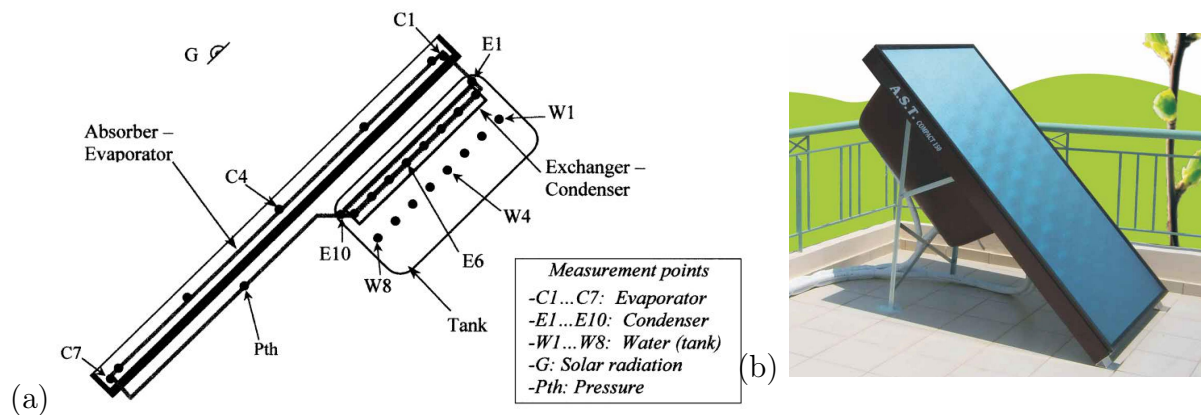 C1
E1
G
W1
Absorber –
Evaporator
Exchanger –
Condenser
C4
W4
E10
E6
W8
Tank
Pth
C7
Measurement points
-C1...C7: Evaporator
-E1...E10: Condenser
-W1...W8: Water (tank)
-G: Solar radiation
-Pth: Pressure
(a)
A.S.T. COMPACT 130
(b)